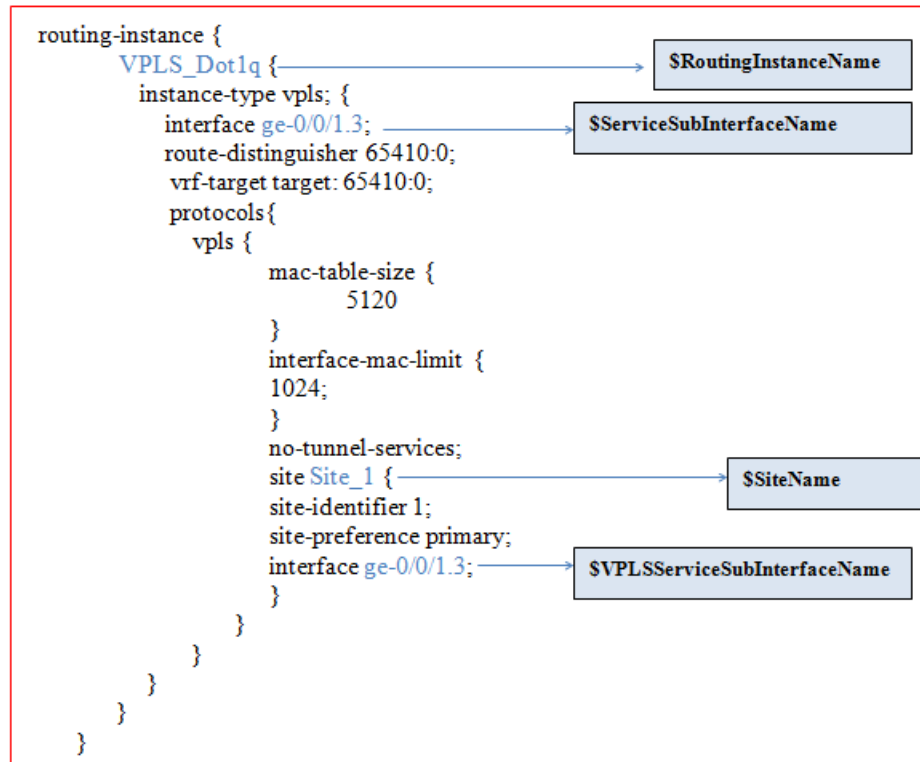 routing-instance {
VPLS_Dot1q {
$RoutingInstanceName
instance-type vpls; {
interface ge-0/0/1.3;
$ServiceSubInterfaceName
route-distinguisher 65410:0;
vrf-target target: 65410:0;
protocols{
vpls {
mac-table-size {
5120
}
interface-mac-limit {
1024;
}
no-tunnel-services;
site Site_1 {
$SiteName
site-identifier 1;
site-preference primary;
interface ge-0/0/1.3;
$VPLSServiceSubInterfaceName
}
}
}
}
}
}